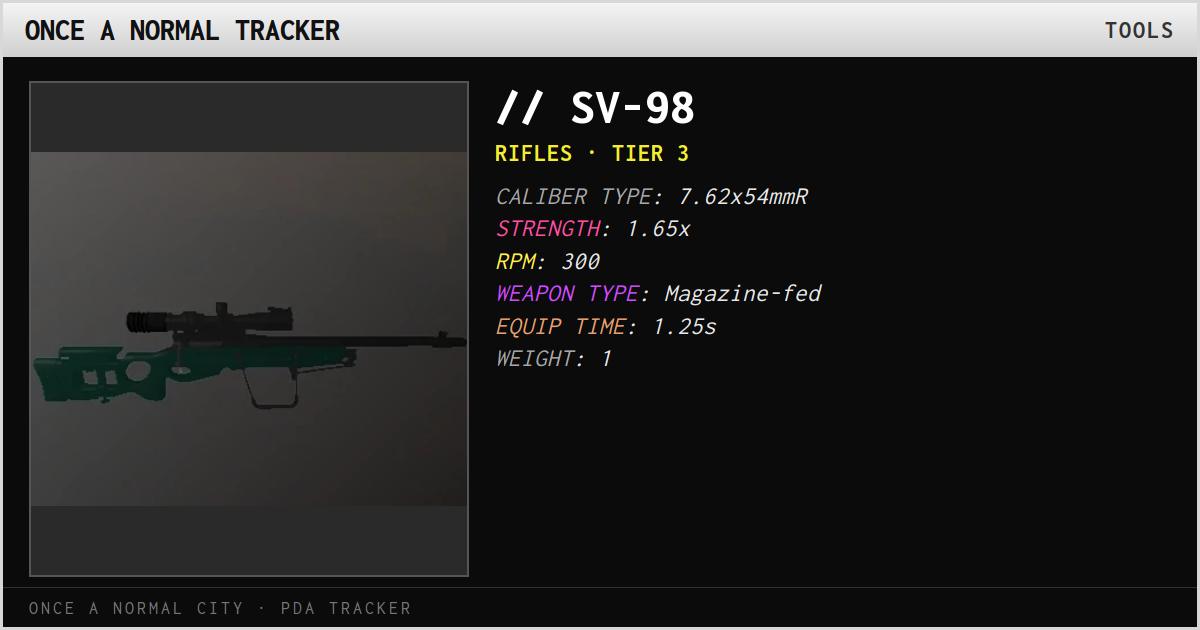 ONCE A NORMAL TRACKER
TOOLS
// SV-98
RIFLES · TIER 3
CALIBER TYPE: 7.62x54mmR
STRENGTH: 1.65x
RPM: 300
WEAPON TYPE: Magazine-fed
EQUIP TIME: 1.25s
WEIGHT: 1
ONCE A NORMAL CITY · PDA TRACKER